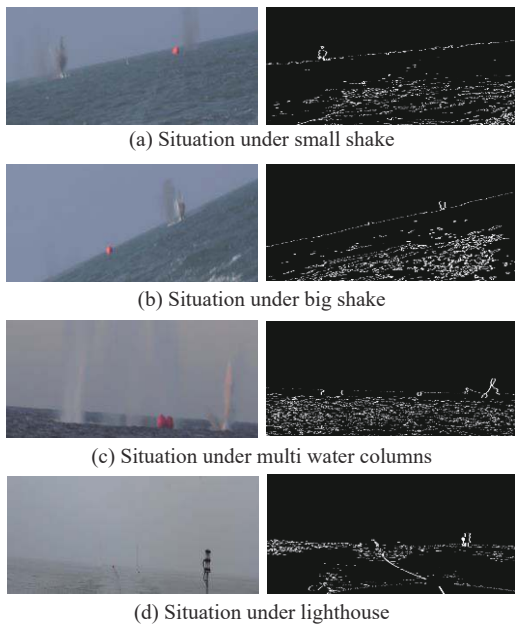 (a) Situation under small shake
(b) Situation under big shake
(c) Situation under multi water columns
(d) Situation under lighthouse